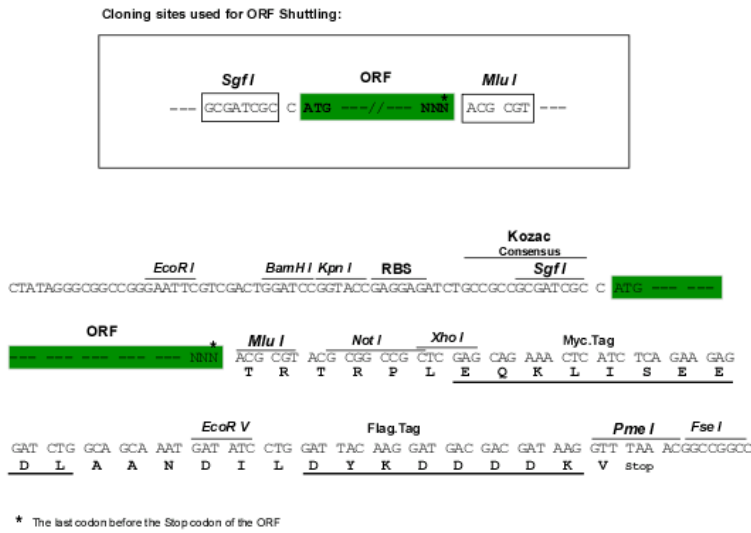 Cloning sites used for ORF Shuttling:
Sgf I ORF Mlu I
--- GCGATCGC C ATG ---//--- NNN* ACG CGT ---
Kozac
Consensus
EcoR I BamH I Kpn I RBS Sgf I
CTATAGGGCGGCCGGGAATTCGTCGACTGGATCCGGTACCGAGGAGATCTGCCGCCGCGATCGC C ATG --- ---
ORF
Mlu I Not I Xho I Myc.Tag
--- --- --- --- --- NNN* ACG CGT ACG CGG CCG CTC GAG CAG AAA CTC ATC TCA GAA GAG
T R T R P L E Q K L I S E E
EcoR V Flag.Tag Pme I Fse I
GAT CTG GCA GCA AAT GAT ATC CTG GAT TAC AAG GAT GAC GAC GAT AAG GTT TAA ACGGCCGGCC
D L A A N D I L D Y K D D D D K V Stop
* The last codon before the Stop codon of the ORF